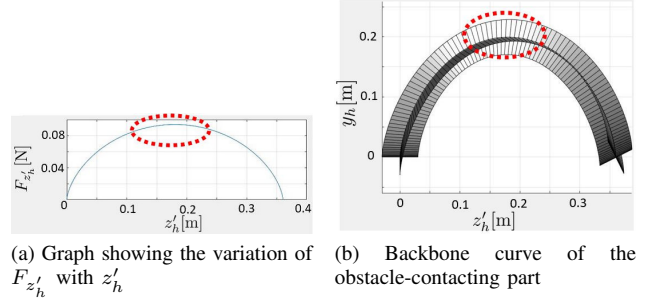 0.08
0.04
F_{z'_h}[N]
0 0.1 0.2 0.3 0.4
z'_h[m]
(a) Graph showing the variation of
F_{z'_h} with z'_h
0.2
0.1
0
y_h[m]
0 0.1 0.2 0.3
z'_h[m]
(b) Backbone curve of the
obstacle-contacting part